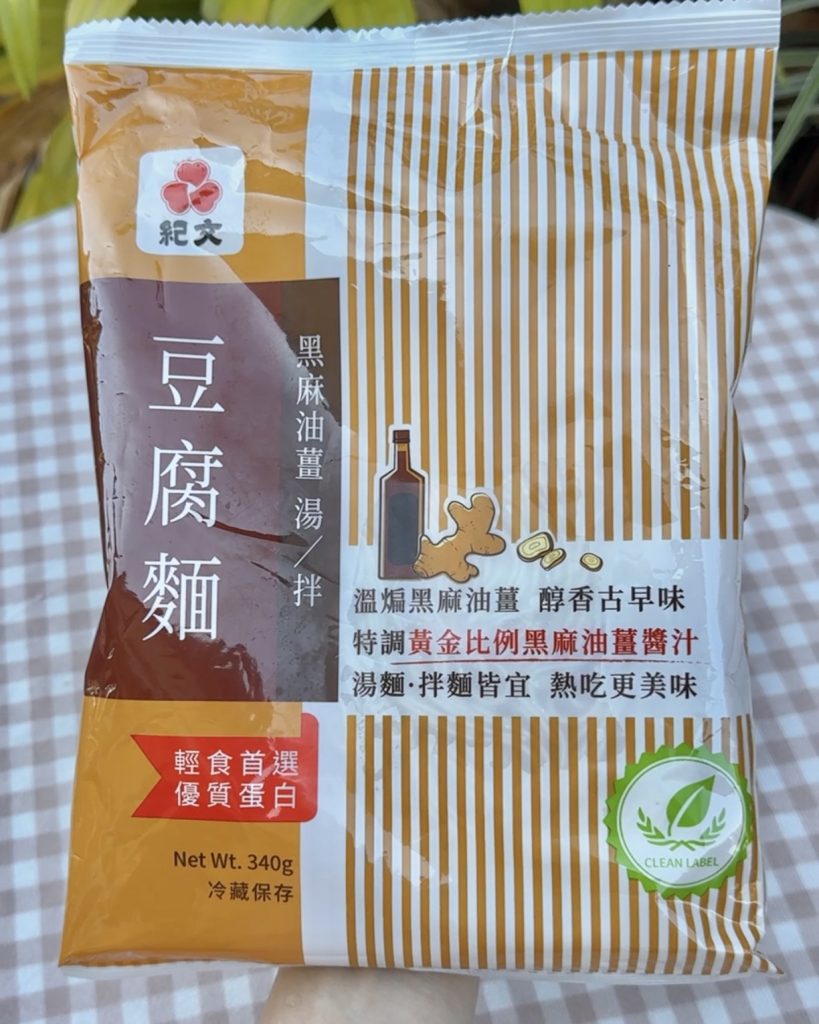 紀文
豆腐麵
黑麻油薑 湯/拌
溫煸黑麻油薑 醇香古早味
特調黃金比例黑麻油薑醬汁
湯麵·拌麵皆宜 熱吃更美味
輕食首選
優質蛋白
Net Wt. 340g
冷藏保存
CLEAN LABEL